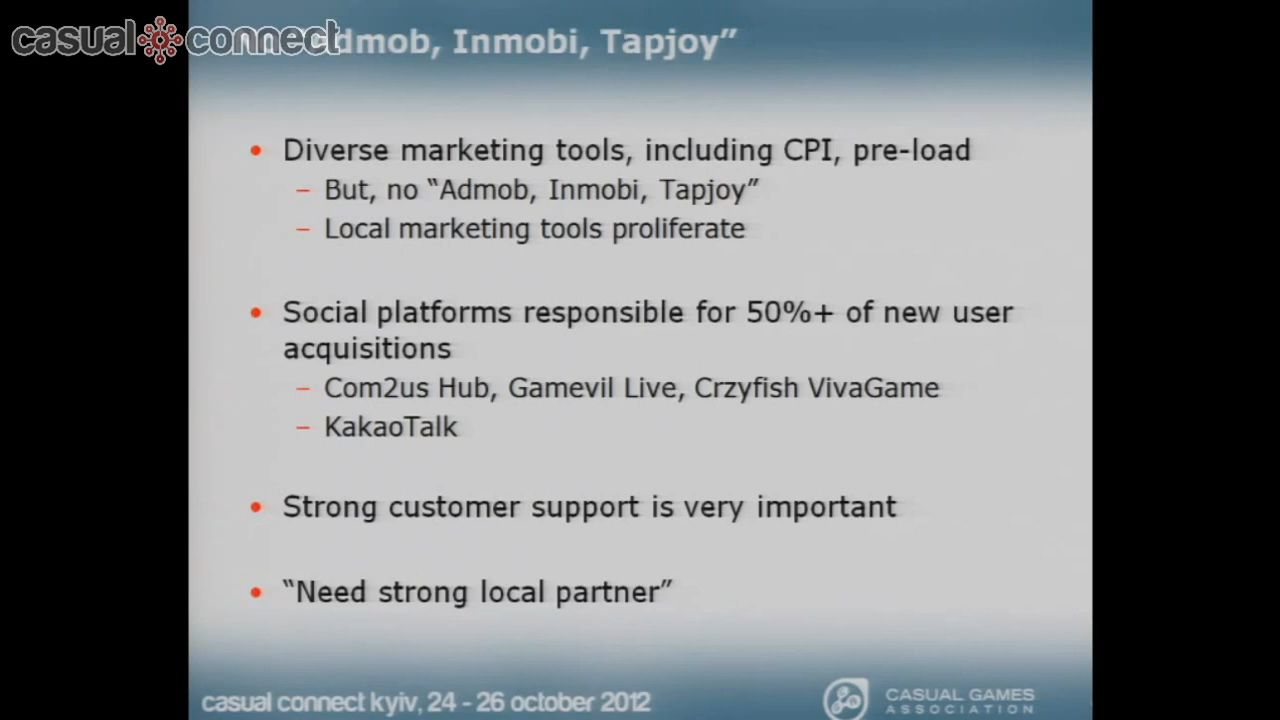 casual connect
Admob, Inmobi, Tapjoy”
• Diverse marketing tools, including CPI, pre-load
– But, no “Admob, Inmobi, Tapjoy”
– Local marketing tools proliferate
• Social platforms responsible for 50%+ of new user
acquisitions
– Com2us Hub, Gamevil Live, Crzyfish VivaGame
– KakaoTalk
• Strong customer support is very important
• “Need strong local partner”
casual connect kyiv, 24 - 26 october 2012
CASUAL GAMES
ASSOCIATION